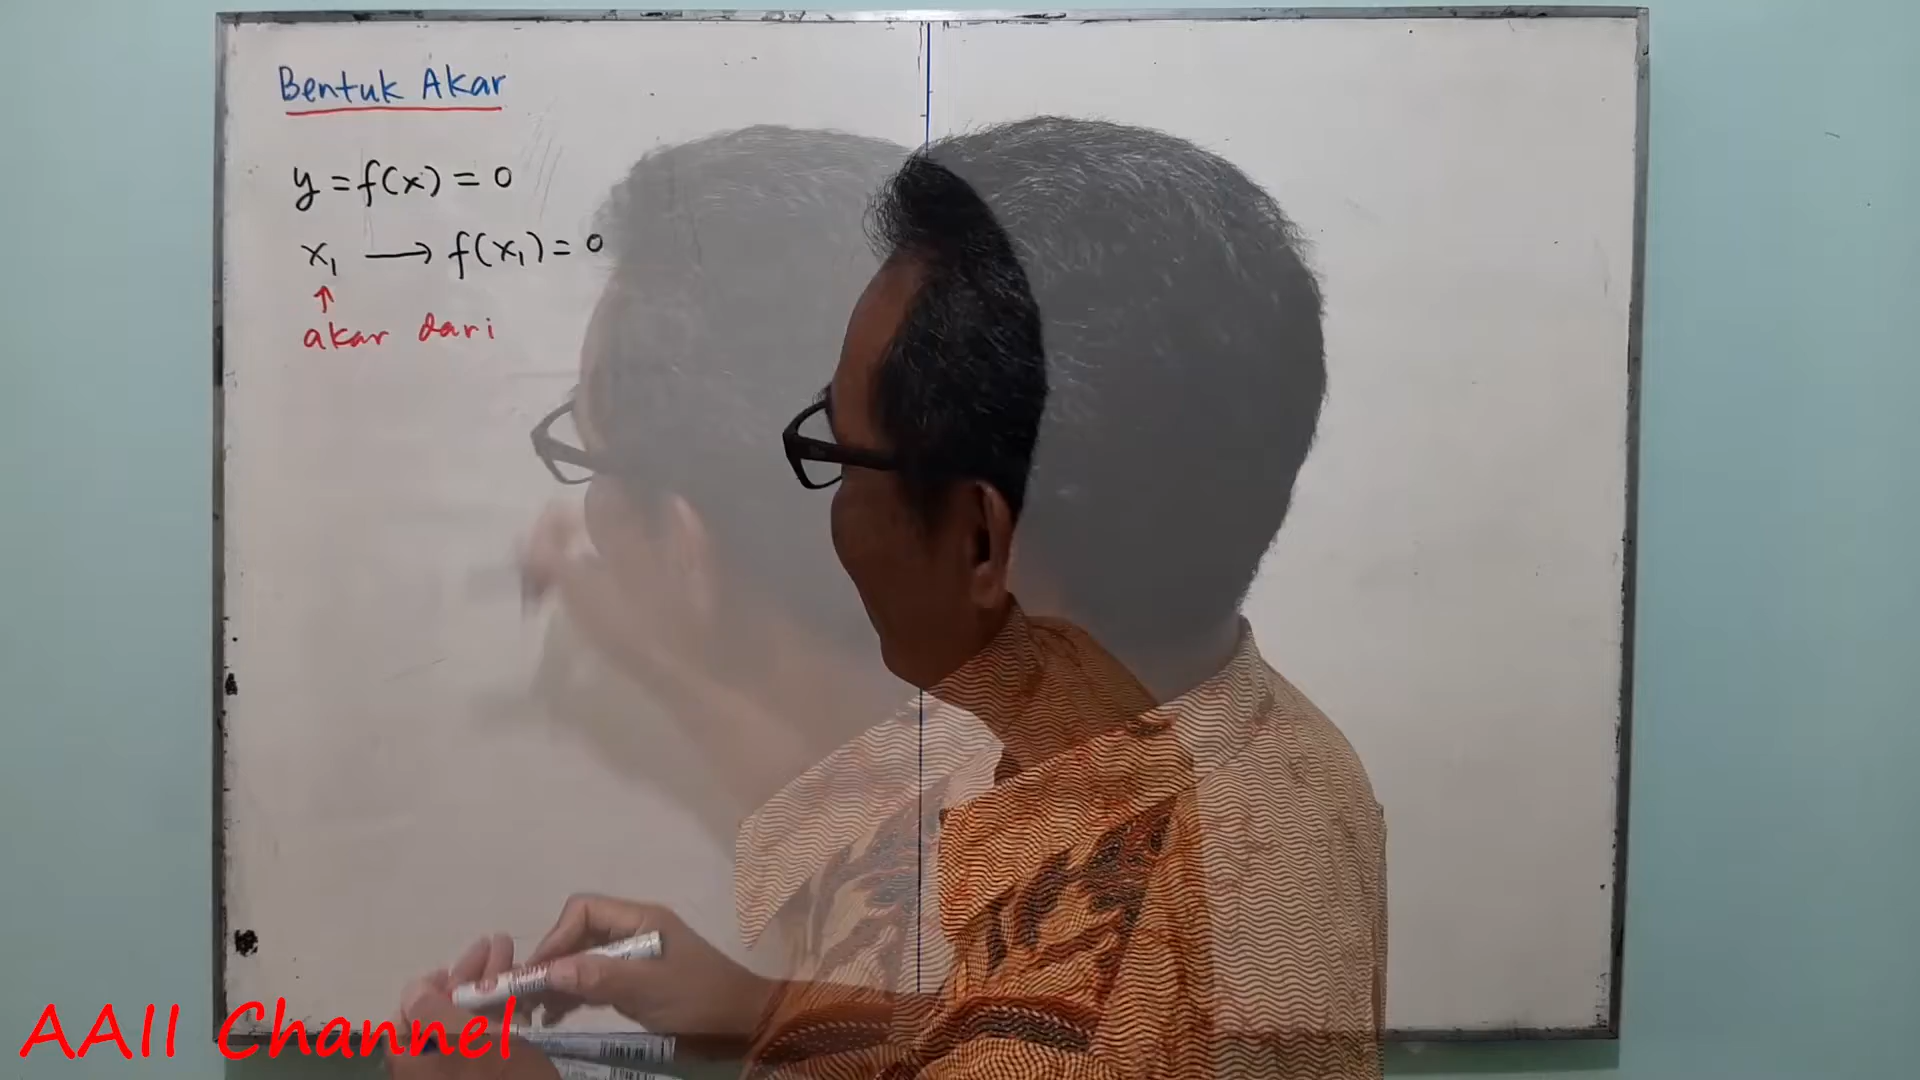 Bentuk Akar
y = f(x) = 0
x₁ → f(x₁) = 0
↑
akar dari
AAII Channel